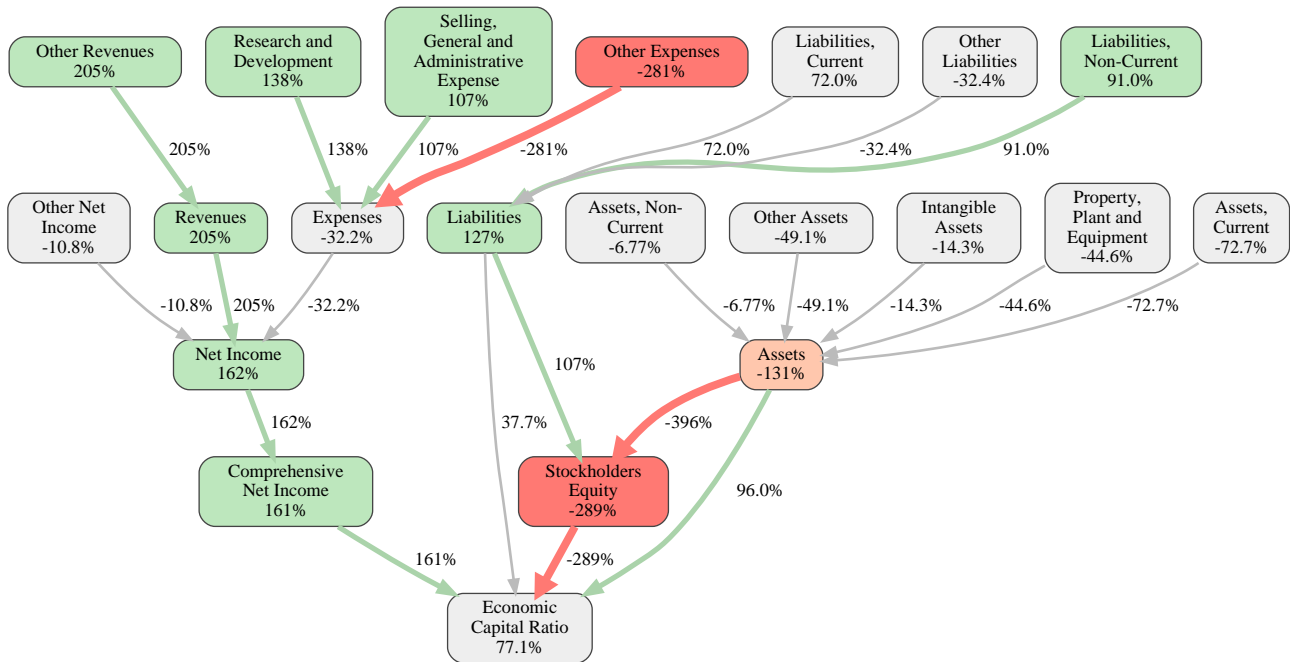 Other Revenues
205%
Research and
Development
138%
Selling,
General and
Administrative
Expense
107%
Other Expenses
-281%
Liabilities,
Current
72.0%
Other
Liabilities
-32.4%
Liabilities,
Non-Current
91.0%
205%
138%
107%
-281%
72.0%
-32.4%
91.0%
Other Net
Income
-10.8%
Revenues
205%
Expenses
-32.2%
Liabilities
127%
Assets, Non-
Current
-6.77%
Other Assets
-49.1%
Intangible
Assets
-14.3%
Property,
Plant and
Equipment
-44.6%
Assets,
Current
-72.7%
-10.8%
205%
-32.2%
-6.77%
-49.1%
-14.3%
-44.6%
-72.7%
Net Income
162%
107%
Assets
-131%
162%
37.7%
-396%
Comprehensive
Net Income
161%
Stockholders
Equity
-289%
96.0%
161%
-289%
Economic
Capital Ratio
77.1%